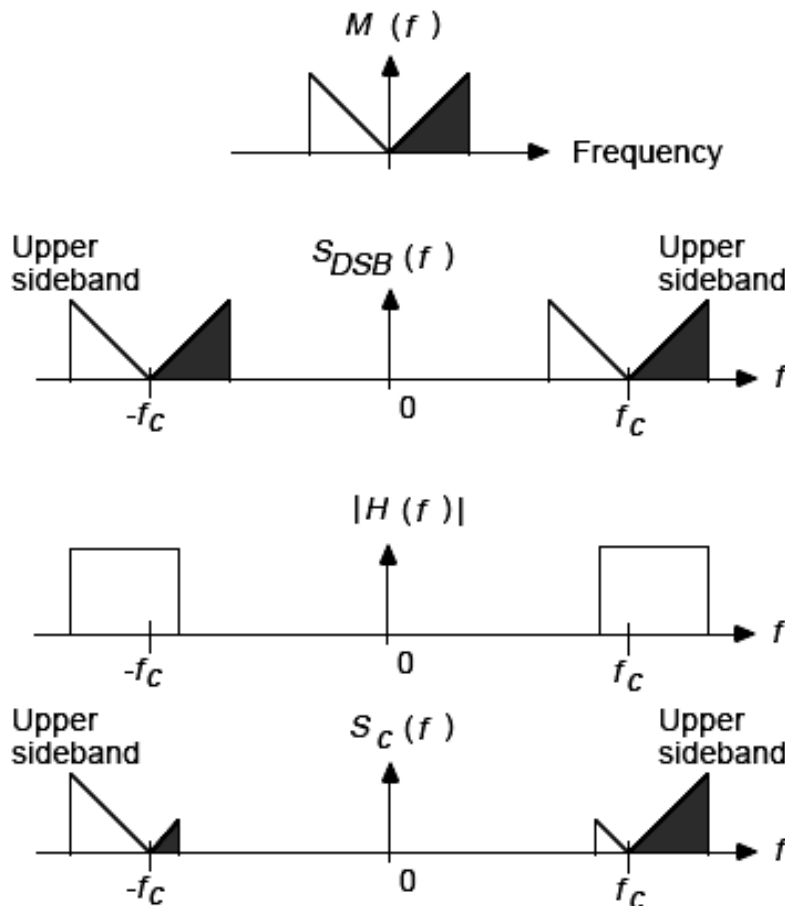 M (f)
Frequency
Upper
sideband
S_DSB (f)
Upper
sideband
-f_c
0
f_c
f
|H (f)|
-f_c
0
f_c
f
Upper
sideband
S_c (f)
Upper
sideband
-f_c
0
f_c
f